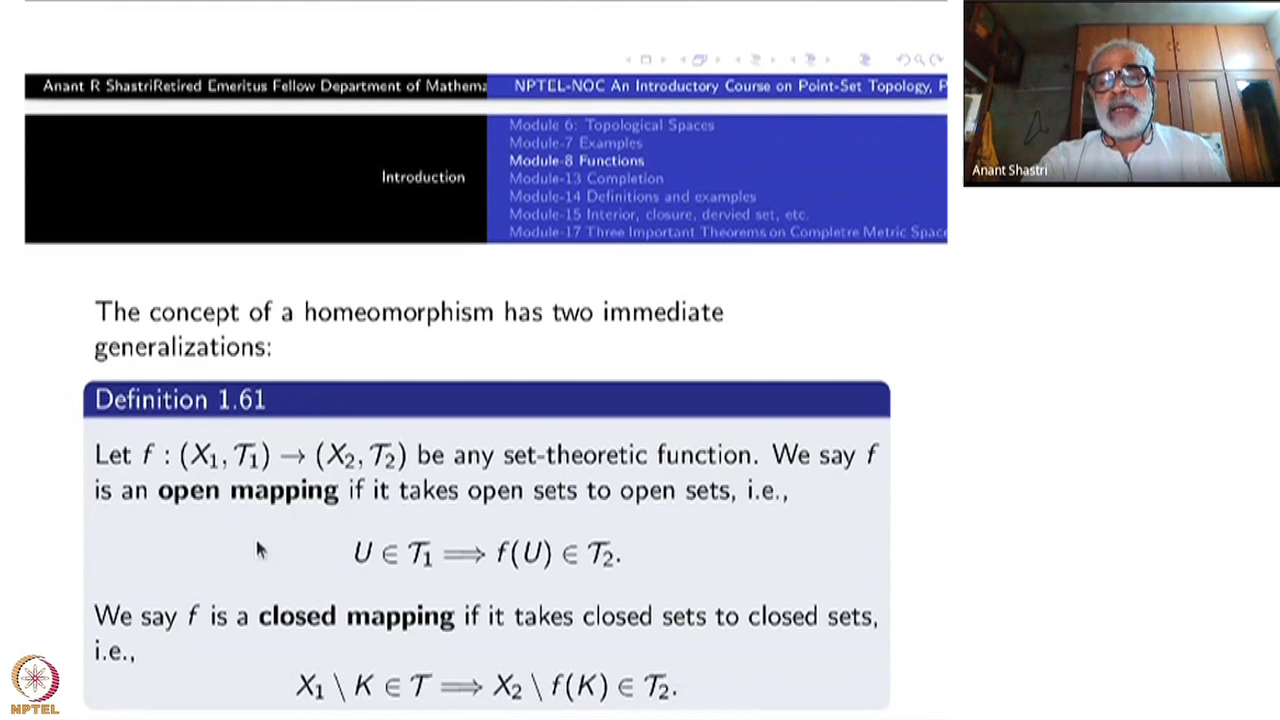 Anant R ShastriRetired Emeritus Fellow Department of Mathema
NPTEL-NOC An Introductory Course on Point-Set Topology, P
Introduction
Module 6: Topological Spaces
Module-7 Examples
Module-8 Functions
Module-13 Completion
Module-14 Definitions and examples
Module-15 Interior, closure, dervied set, etc.
Module-17 Three Important Theorems on Completre Metric Space
Anant Shastri
The concept of a homeomorphism has two immediate
generalizations:
Definition 1.61
Let f : (X₁, 𝒯₁) → (X₂, 𝒯₂) be any set-theoretic function. We say f
is an open mapping if it takes open sets to open sets, i.e.,
U ∈ 𝒯₁ ⟹ f(U) ∈ 𝒯₂.
We say f is a closed mapping if it takes closed sets to closed sets,
i.e.,
X₁ \ K ∈ 𝒯 ⟹ X₂ \ f(K) ∈ 𝒯₂.
NPTEL